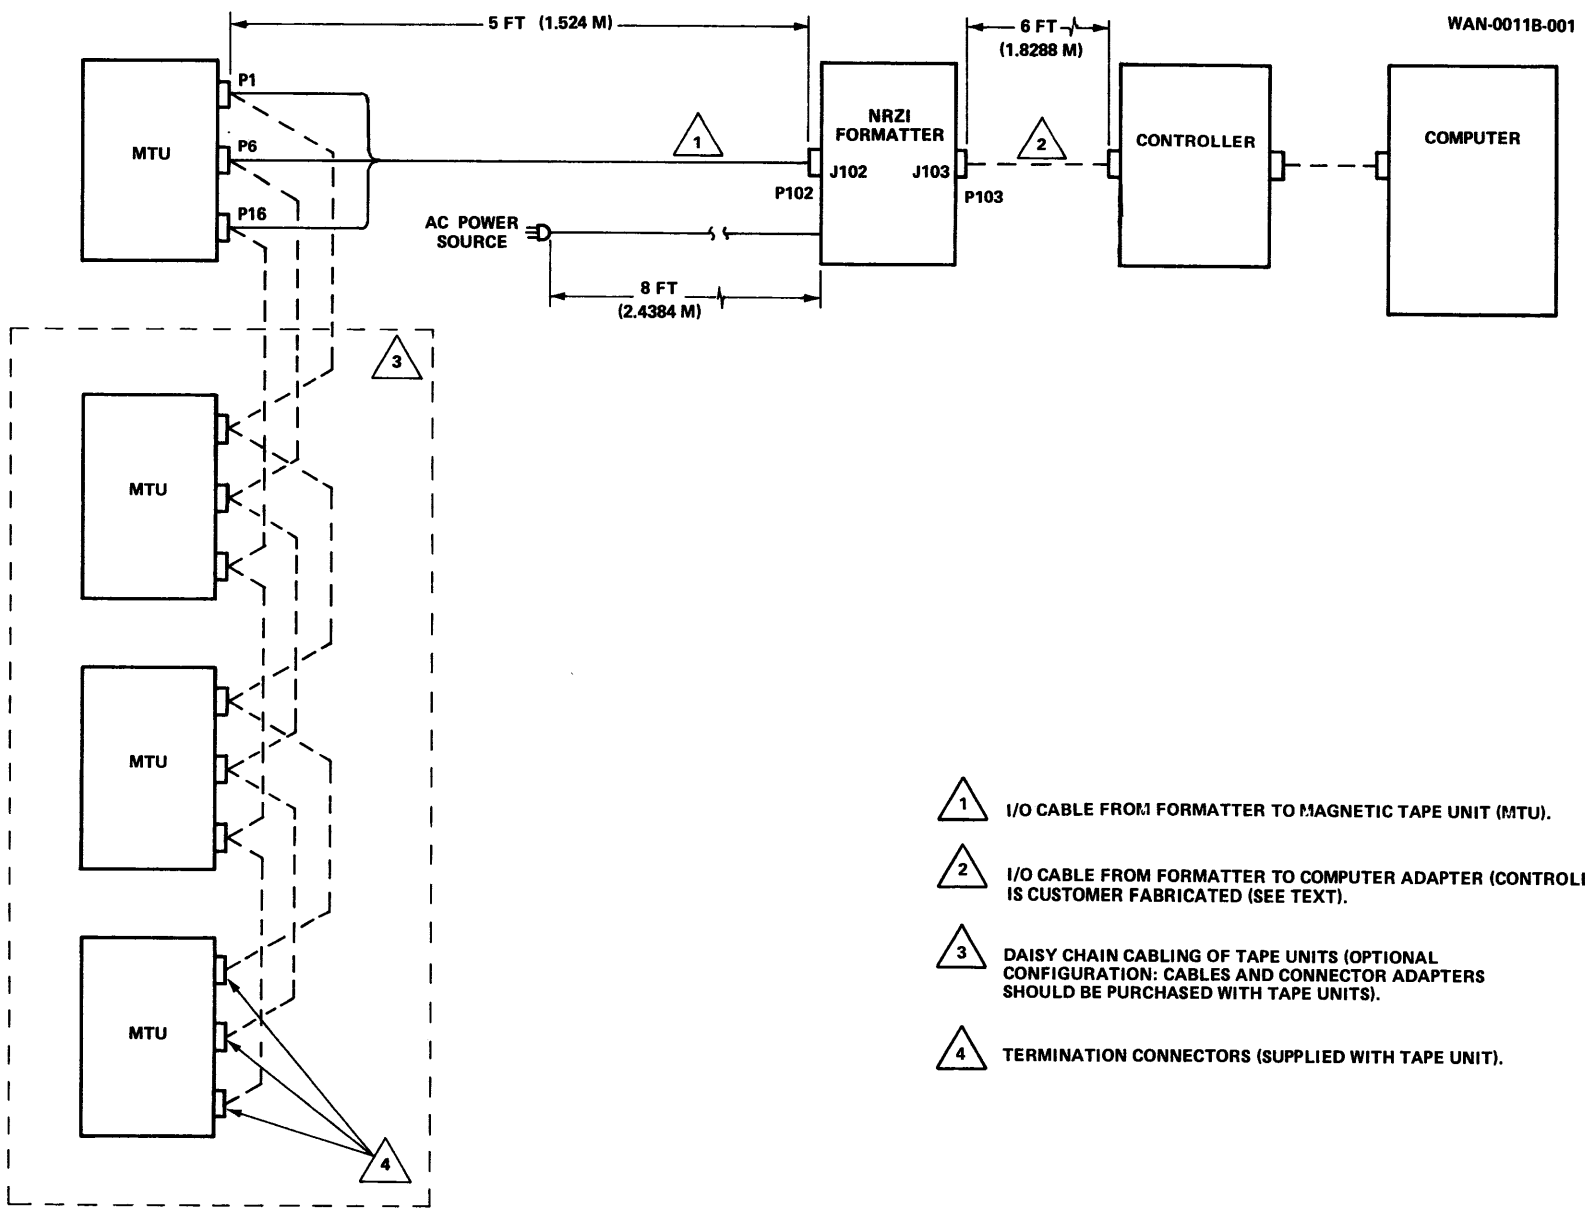 WAN-0011B-001
5 FT (1.524 M)
6 FT
(1.8288 M)
P1
P6
P16
MTU
1
NRZI
FORMATTER
J102
J103
P102
P103
2
CONTROLLER
COMPUTER
AC POWER
SOURCE
8 FT
(2.4384 M)
3
MTU
MTU
MTU
4
1 I/O CABLE FROM FORMATTER TO MAGNETIC TAPE UNIT (MTU).
2 I/O CABLE FROM FORMATTER TO COMPUTER ADAPTER
IS CUSTOMER FABRICATED (SEE TEXT).
3 DAISY CHAIN CABLING OF TAPE UNITS (OPTIONAL
CONFIGURATION: CABLES AND CONNECTOR ADAPTERS
SHOULD BE PURCHASED WITH TAPE UNITS).
4 TERMINATION CONNECTORS (SUPPLIED WITH TAPE UNIT).